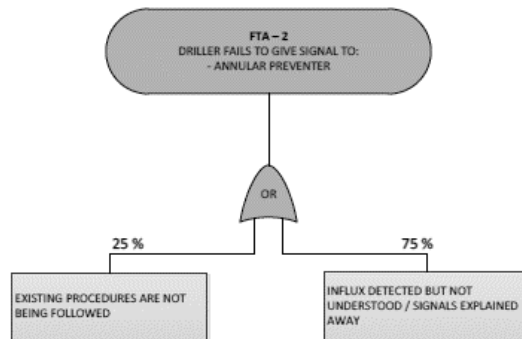 FTA – 2
DRILLER FAILS TO GIVE SIGNAL TO:
- ANNULAR PREVENTER
OR
25 %
75 %
EXISTING PROCEDURES ARE NOT
BEING FOLLOWED
INFLUX DETECTED BUT NOT
UNDERSTOOD / SIGNALS EXPLAINED
AWAY